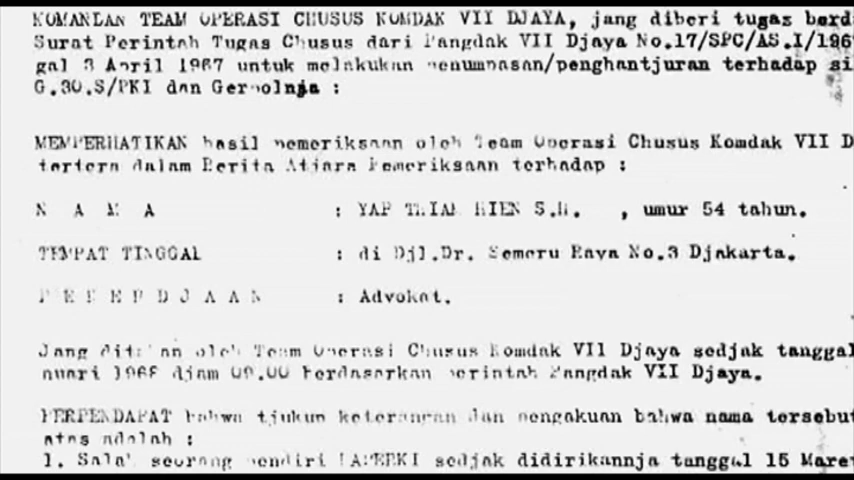 KOMANDAN TEAM OPERASI CHUSUS KOMDAK VII DJAYA, jang diberi tugas berd
Surat Perintah Tugas Chusus dari Pangdak VII Djaya No.17/SPC/AS.I/196
gal 3 April 1967 untuk melakukan penumpasan/penghantjuran terhadap si
G.30.S/PKI dan Gerpolnja :
MEMPERHATIKAN hasil pemeriksaan oleh Team Operasi Chusus Komdak VII D
tertera dalam Berita Atjara Pemeriksaan terhadap :
N A M A : YAP THIAM HIEN S.H. , umur 54 tahun.
TEMPAT TINGGAL : di Djl.Dr. Semeru Raya No.3 Djakarta.
P E K E R D J A A N : Advokat.
Jang ditahan oleh Team Operasi Chusus Komdak VII Djaya sedjak tanggal
nuari 1968 djam 09.00 berdasarkan perintah Pangdak VII Djaya.
BERPENDAPAT bahwa tjukup keterangan dan pengakuan bahwa nama tersebut
atas adalah :
1. Salah seorang pendiri BAPERKI sedjak didirikannja tanggal 15 Mare